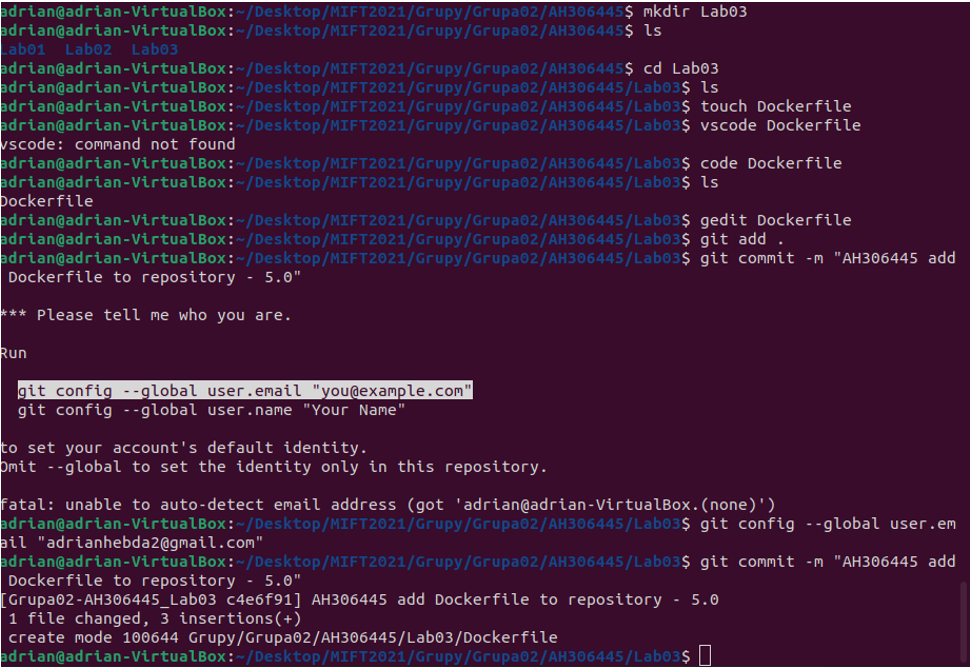 adrian@adrian-VirtualBox:~/Desktop/MIFT2021/Grupy/Grupa02/AH306445$ mkdir Lab03
adrian@adrian-VirtualBox:~/Desktop/MIFT2021/Grupy/Grupa02/AH306445$ ls
Lab01  Lab02  Lab03
adrian@adrian-VirtualBox:~/Desktop/MIFT2021/Grupy/Grupa02/AH306445$ cd Lab03
adrian@adrian-VirtualBox:~/Desktop/MIFT2021/Grupy/Grupa02/AH306445/Lab03$ ls
adrian@adrian-VirtualBox:~/Desktop/MIFT2021/Grupy/Grupa02/AH306445/Lab03$ touch Dockerfile
adrian@adrian-VirtualBox:~/Desktop/MIFT2021/Grupy/Grupa02/AH306445/Lab03$ vscode Dockerfile
vscode: command not found
adrian@adrian-VirtualBox:~/Desktop/MIFT2021/Grupy/Grupa02/AH306445/Lab03$ code Dockerfile
adrian@adrian-VirtualBox:~/Desktop/MIFT2021/Grupy/Grupa02/AH306445/Lab03$ ls
Dockerfile
adrian@adrian-VirtualBox:~/Desktop/MIFT2021/Grupy/Grupa02/AH306445/Lab03$ gedit Dockerfile
adrian@adrian-VirtualBox:~/Desktop/MIFT2021/Grupy/Grupa02/AH306445/Lab03$ git add .
adrian@adrian-VirtualBox:~/Desktop/MIFT2021/Grupy/Grupa02/AH306445/Lab03$ git commit -m "AH306445 add
 Dockerfile to repository - 5.0"

*** Please tell me who you are.

Run

  git config --global user.email "you@example.com"
  git config --global user.name "Your Name"

to set your account's default identity.
Omit --global to set the identity only in this repository.

fatal: unable to auto-detect email address (got 'adrian@adrian-VirtualBox.(none)')
adrian@adrian-VirtualBox:~/Desktop/MIFT2021/Grupy/Grupa02/AH306445/Lab03$ git config --global user.em
ail "adrianhebda2@gmail.com"
adrian@adrian-VirtualBox:~/Desktop/MIFT2021/Grupy/Grupa02/AH306445/Lab03$ git commit -m "AH306445 add
 Dockerfile to repository - 5.0"
[Grupa02-AH306445_Lab03 c4e6f91] AH306445 add Dockerfile to repository - 5.0
 1 file changed, 3 insertions(+)
 create mode 100644 Grupy/Grupa02/AH306445/Lab03/Dockerfile
adrian@adrian-VirtualBox:~/Desktop/MIFT2021/Grupy/Grupa02/AH306445/Lab03$